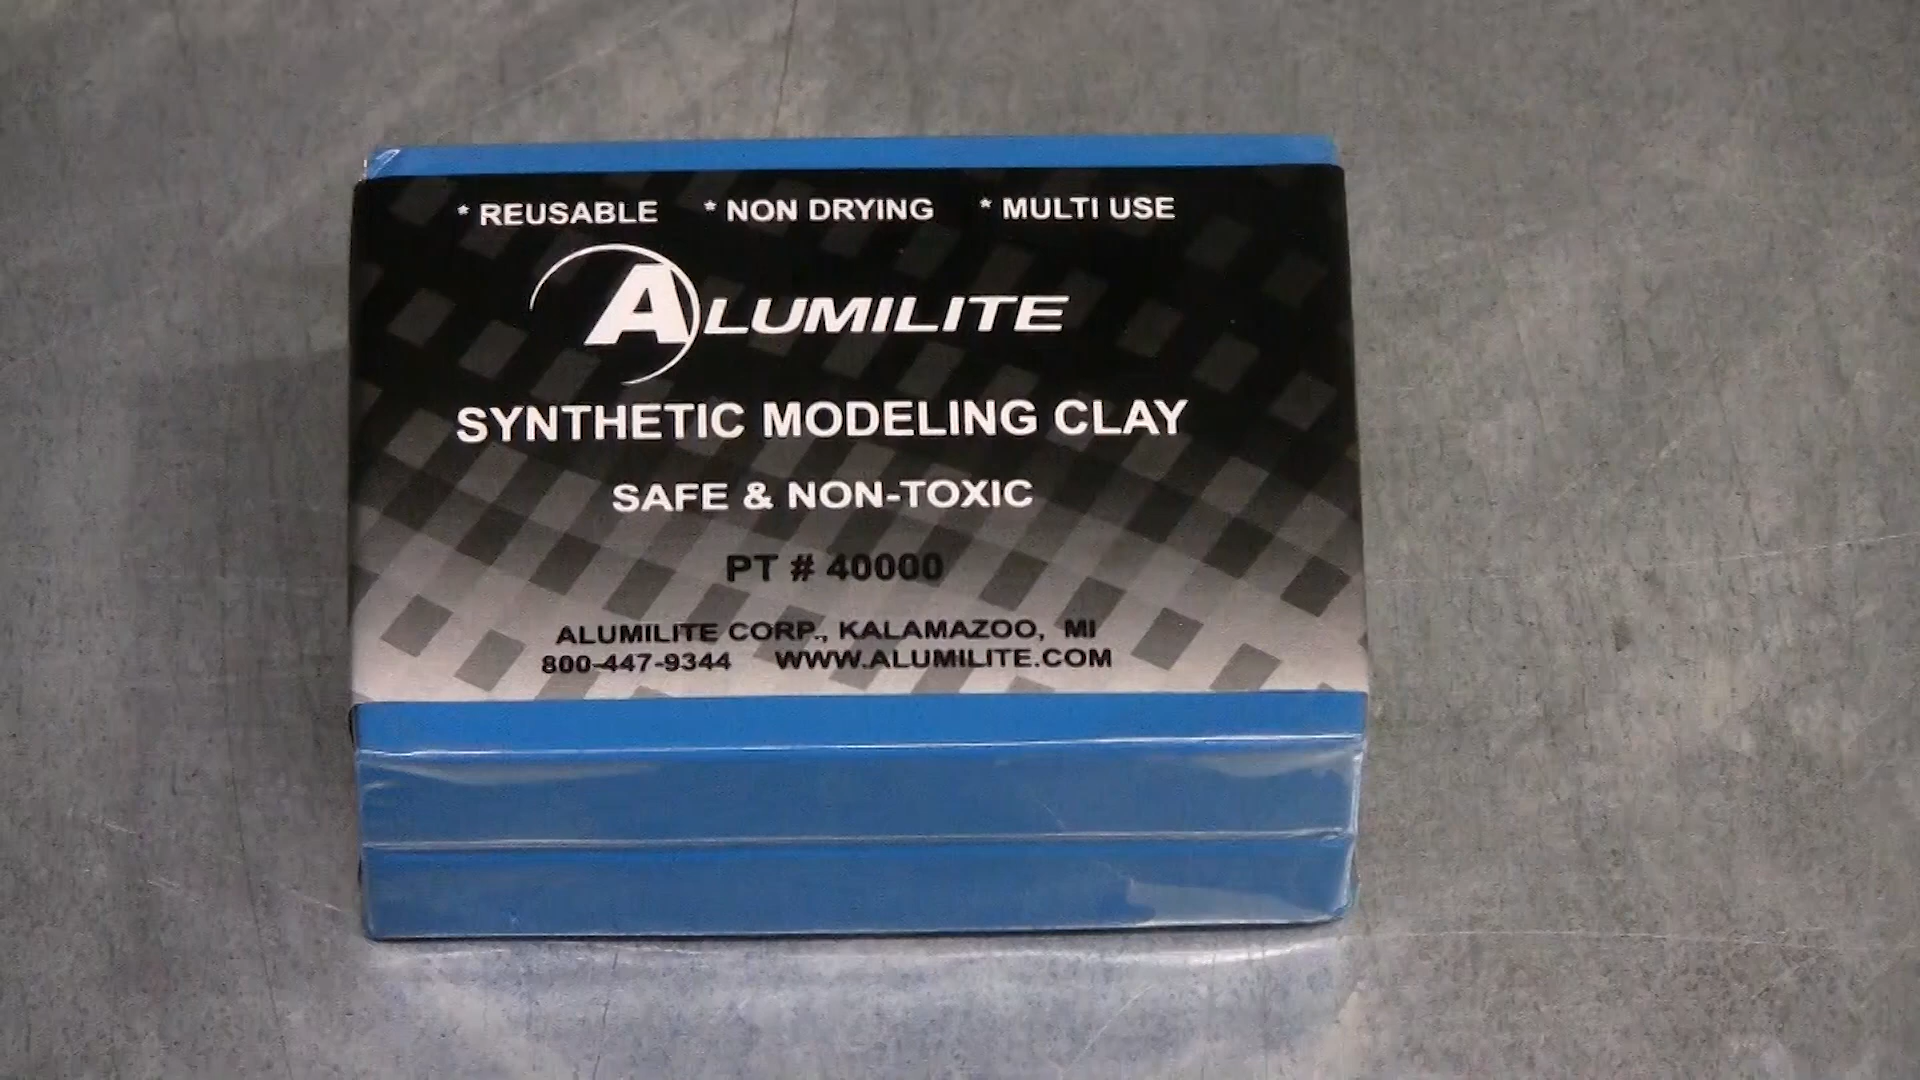 * REUSABLE * NON DRYING * MULTI USE
ALUMILITE
SYNTHETIC MODELING CLAY
SAFE & NON-TOXIC
PT # 40000
ALUMILITE CORP., KALAMAZOO, MI
800-447-9344 WWW.ALUMILITE.COM